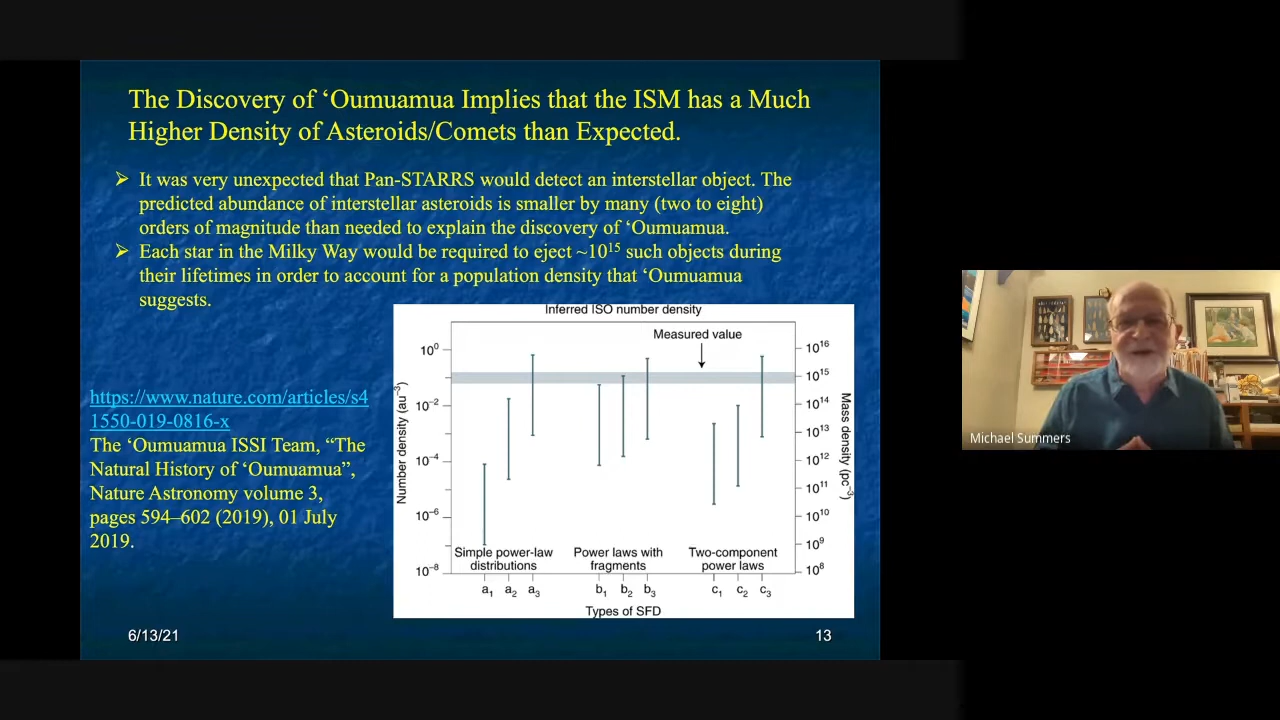 The Discovery of ‘Oumuamua Implies that the ISM has a Much
Higher Density of Asteroids/Comets than Expected.
➢ It was very unexpected that Pan-STARRS would detect an interstellar object. The
predicted abundance of interstellar asteroids is smaller by many (two to eight)
orders of magnitude than needed to explain the discovery of ‘Oumuamua.
➢ Each star in the Milky Way would be required to eject ~10¹⁵ such objects during
their lifetimes in order to account for a population density that ‘Oumuamua
suggests.
https://www.nature.com/articles/s4
1550-019-0816-x
The ‘Oumuamua ISSI Team, “The
Natural History of ‘Oumuamua”,
Nature Astronomy volume 3,
pages 594–602 (2019), 01 July
2019.
Inferred ISO number density
Measured value
Number density (au⁻³)
10⁰
10⁻²
10⁻⁴
10⁻⁶
10⁻⁸
10¹⁶
10¹⁵
10¹⁴
10¹³
10¹²
10¹¹
10¹⁰
10⁹
10⁸
Mass density (pc⁻³)
Simple power-law
distributions
Power laws with
fragments
Two-component
power laws
a₁ a₂ a₃ b₁ b₂ b₃ c₁ c₂ c₃
Types of SFD
6/13/21
13
Michael Summers